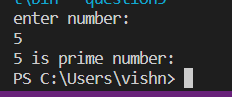 enter number:
5
5 is prime number:
PS C:\Users\vishn>